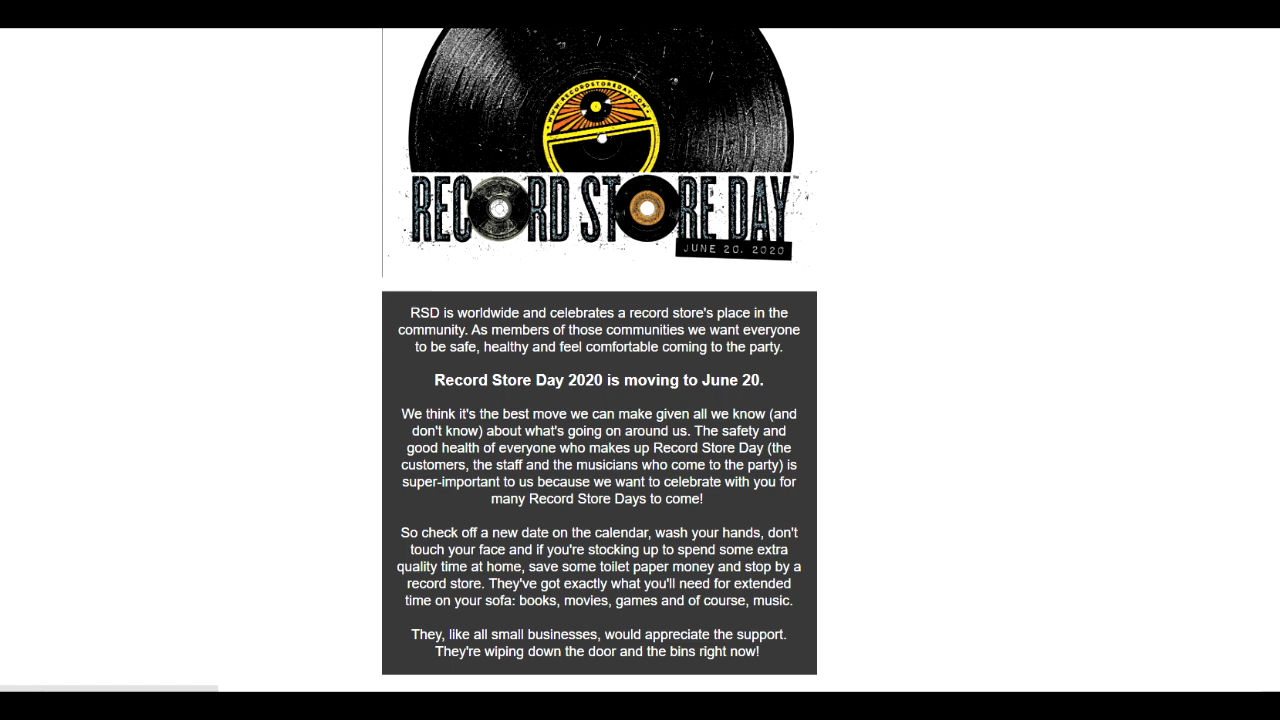 WWW.RECORDSTOREDAY.COM
RECORD STORE DAY
JUNE 20, 2020
RSD is worldwide and celebrates a record store's place in the
community. As members of those communities we want everyone
to be safe, healthy and feel comfortable coming to the party.
Record Store Day 2020 is moving to June 20.
We think it's the best move we can make given all we know (and
don't know) about what's going on around us. The safety and
good health of everyone who makes up Record Store Day (the
customers, the staff and the musicians who come to the party) is
super-important to us because we want to celebrate with you for
many Record Store Days to come!
So check off a new date on the calendar, wash your hands, don't
touch your face and if you're stocking up to spend some extra
quality time at home, save some toilet paper money and stop by a
record store. They've got exactly what you'll need for extended
time on your sofa: books, movies, games and of course, music.
They, like all small businesses, would appreciate the support.
They're wiping down the door and the bins right now!